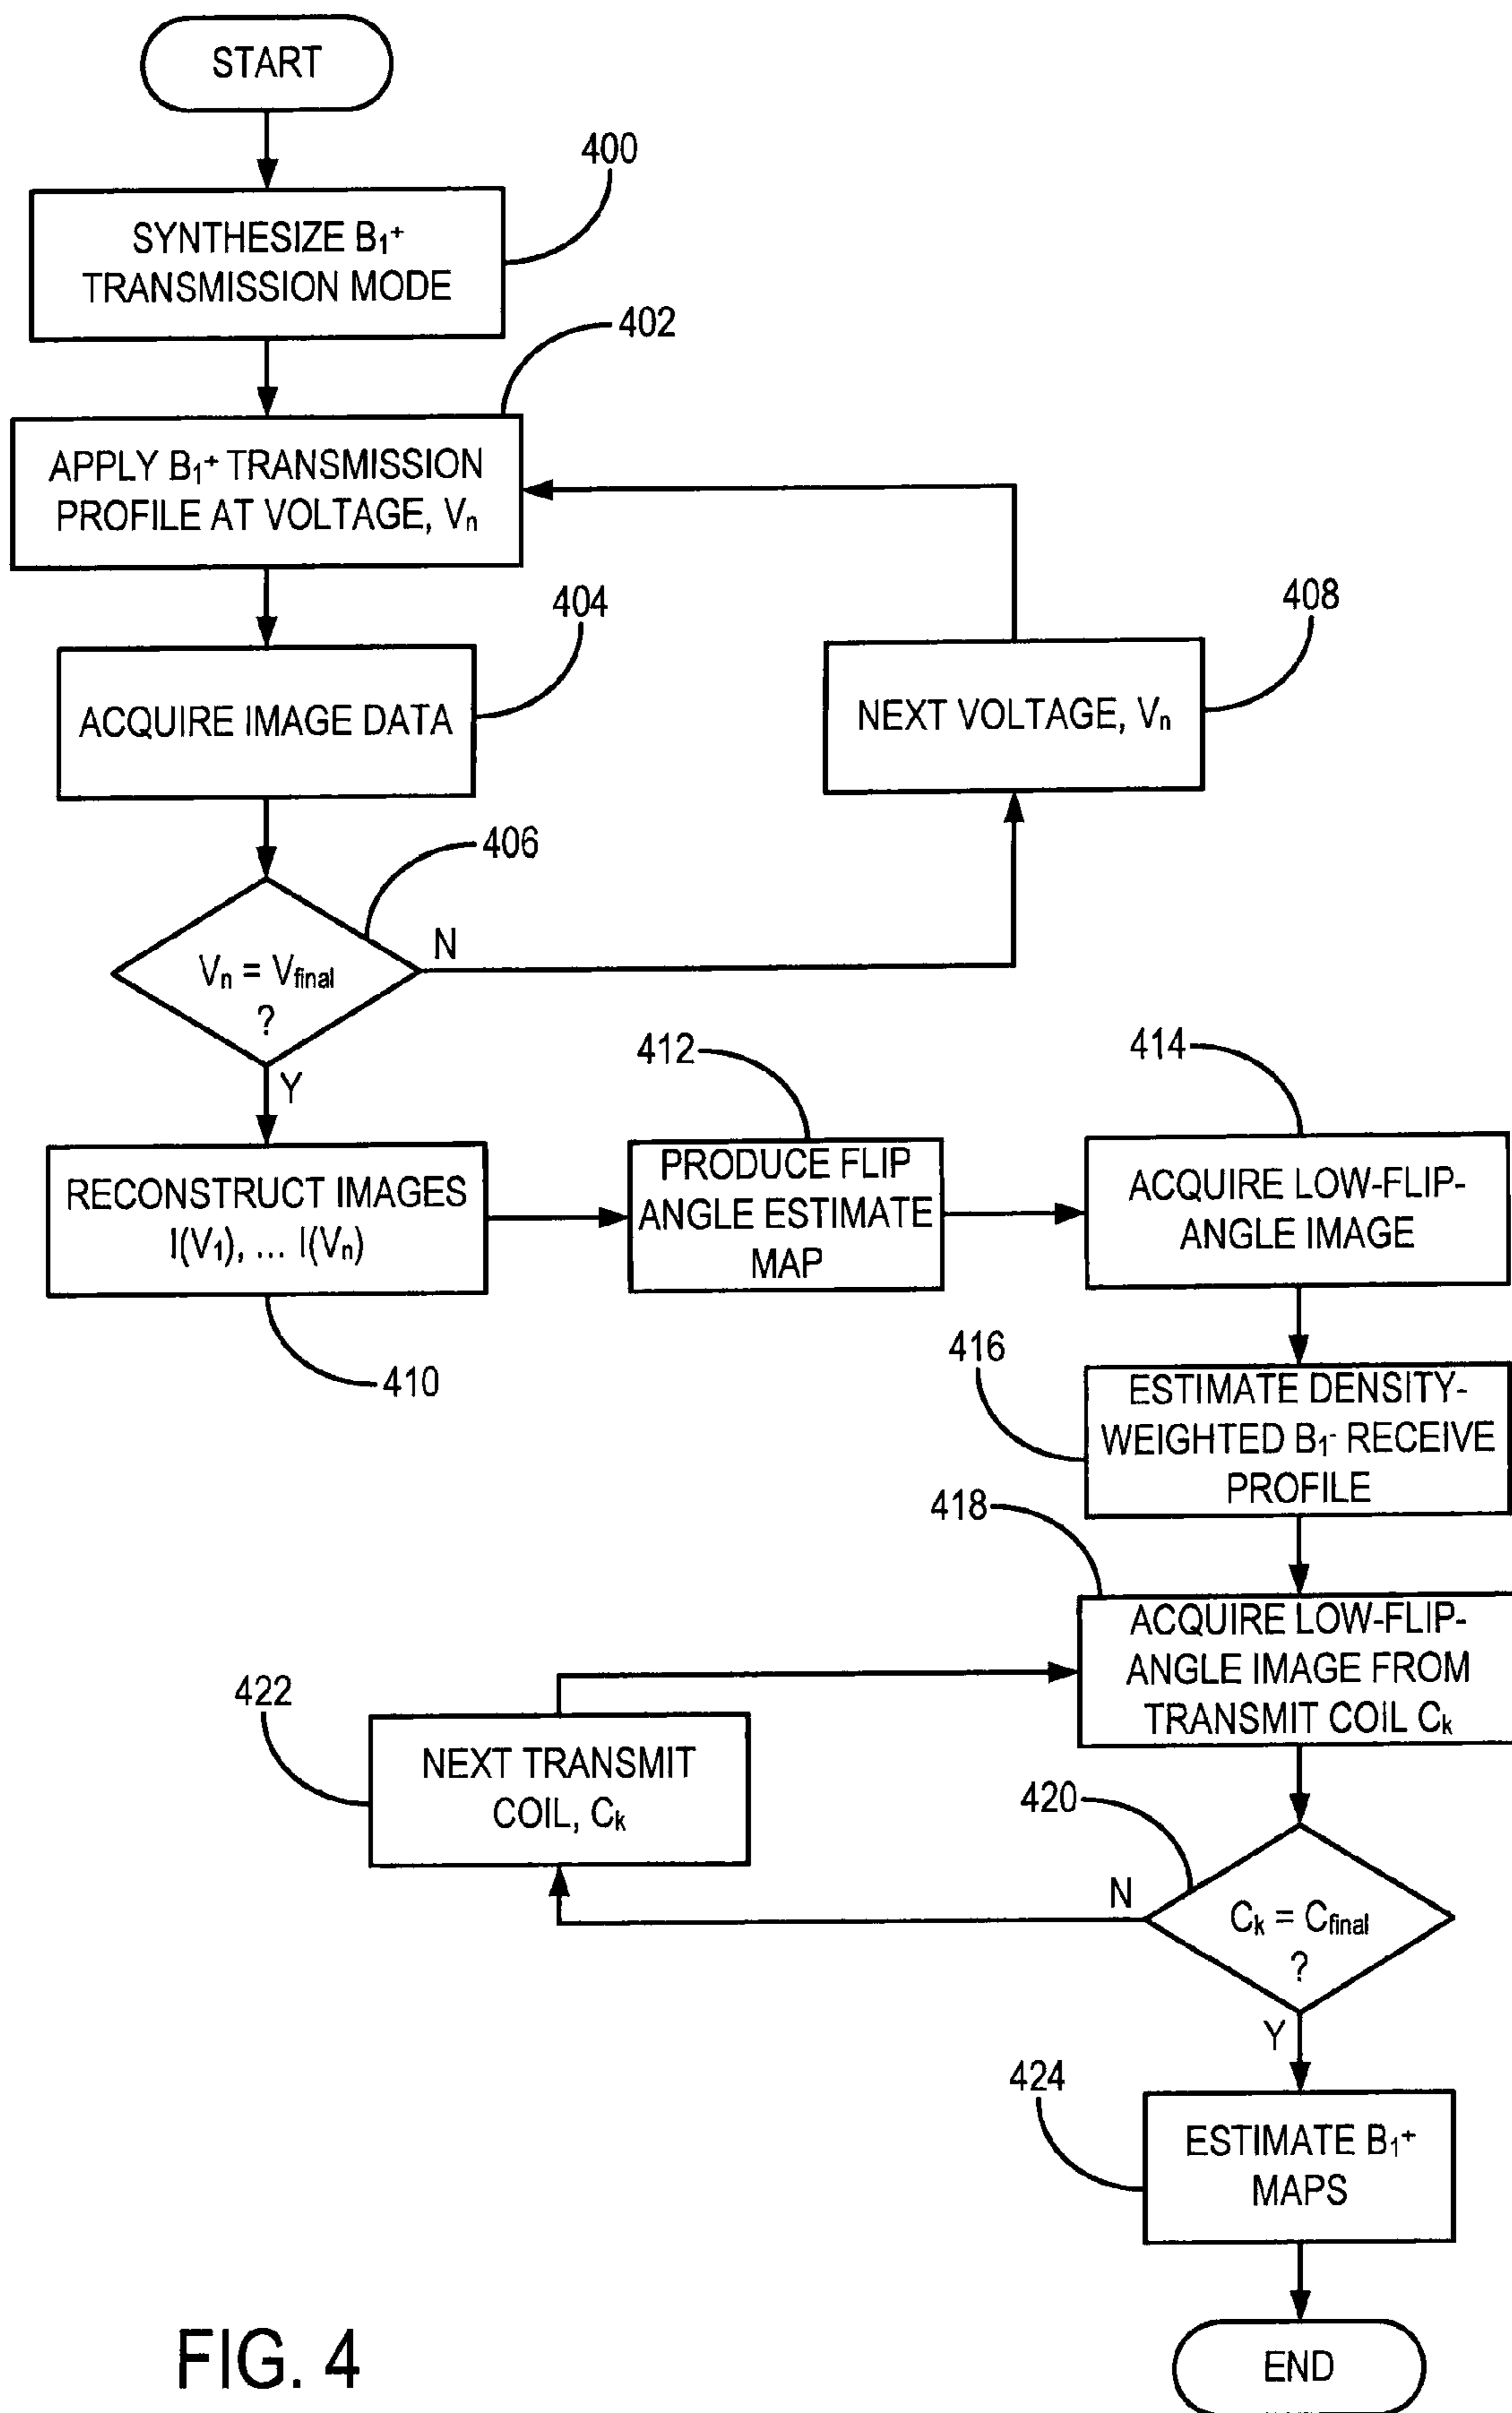 START
400
SYNTHESIZE B₁⁺
TRANSMISSION MODE
402
APPLY B₁⁺ TRANSMISSION
PROFILE AT VOLTAGE, Vₙ
404
ACQUIRE IMAGE DATA
408
NEXT VOLTAGE, Vₙ
406
N
Vₙ = V_final
?
Y
412
414
RECONSTRUCT IMAGES
I(V₁), ... I(Vₙ)
410
PRODUCE FLIP
ANGLE ESTIMATE
MAP
ACQUIRE LOW-FLIP-
ANGLE IMAGE
416
ESTIMATE DENSITY-
WEIGHTED B₁⁻ RECEIVE
PROFILE
418
ACQUIRE LOW-FLIP-
ANGLE IMAGE FROM
TRANSMIT COIL Cₖ
422
NEXT TRANSMIT
COIL, Cₖ
420
N
Cₖ = C_final
?
Y
424
ESTIMATE B₁⁺
MAPS
END
FIG. 4